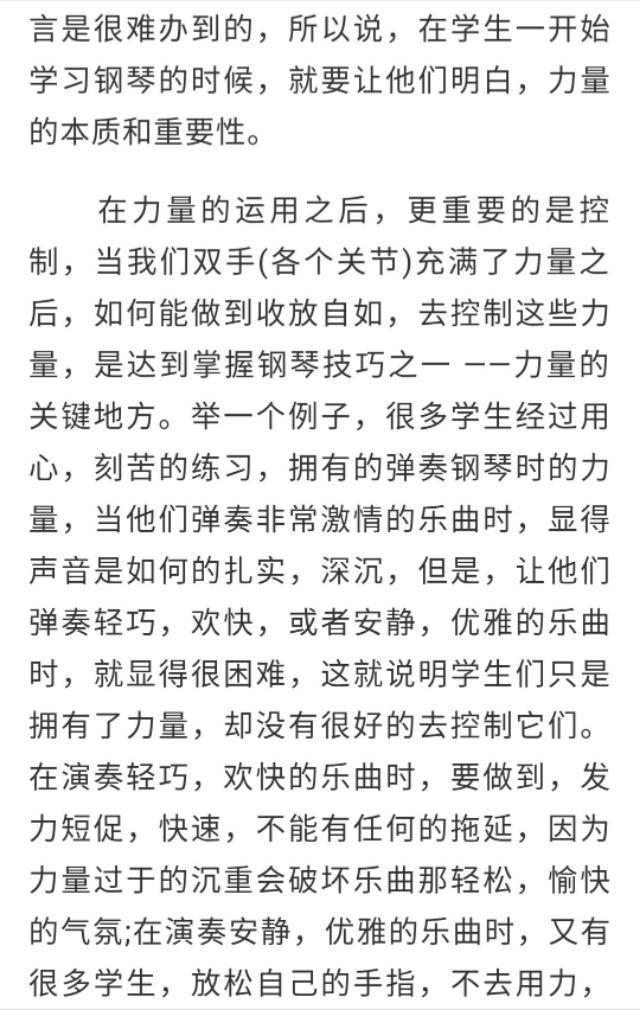 言是很难办到的，所以说，在学生一开始
学习钢琴的时候，就要让他们明白，力量
的本质和重要性。
在力量的运用之后，更重要的是控
制，当我们双手(各个关节)充满了力量之
后，如何能做到收放自如，去控制这些力
量，是达到掌握钢琴技巧之一 ——力量的
关键地方。举一个例子，很多学生经过用
心，刻苦的练习，拥有的弹奏钢琴时的力
量，当他们弹奏非常激情的乐曲时，显得
声音是如何的扎实，深沉，但是，让他们
弹奏轻巧，欢快，或者安静，优雅的乐曲
时，就显得很困难，这就说明学生们只是
拥有了力量，却没有很好的去控制它们。
在演奏轻巧，欢快的乐曲时，要做到，发
力短促，快速，不能有任何的拖延，因为
力量过于的沉重会破坏乐曲那轻松，愉快
的气氛;在演奏安静，优雅的乐曲时，又有
很多学生，放松自己的手指，不去用力，